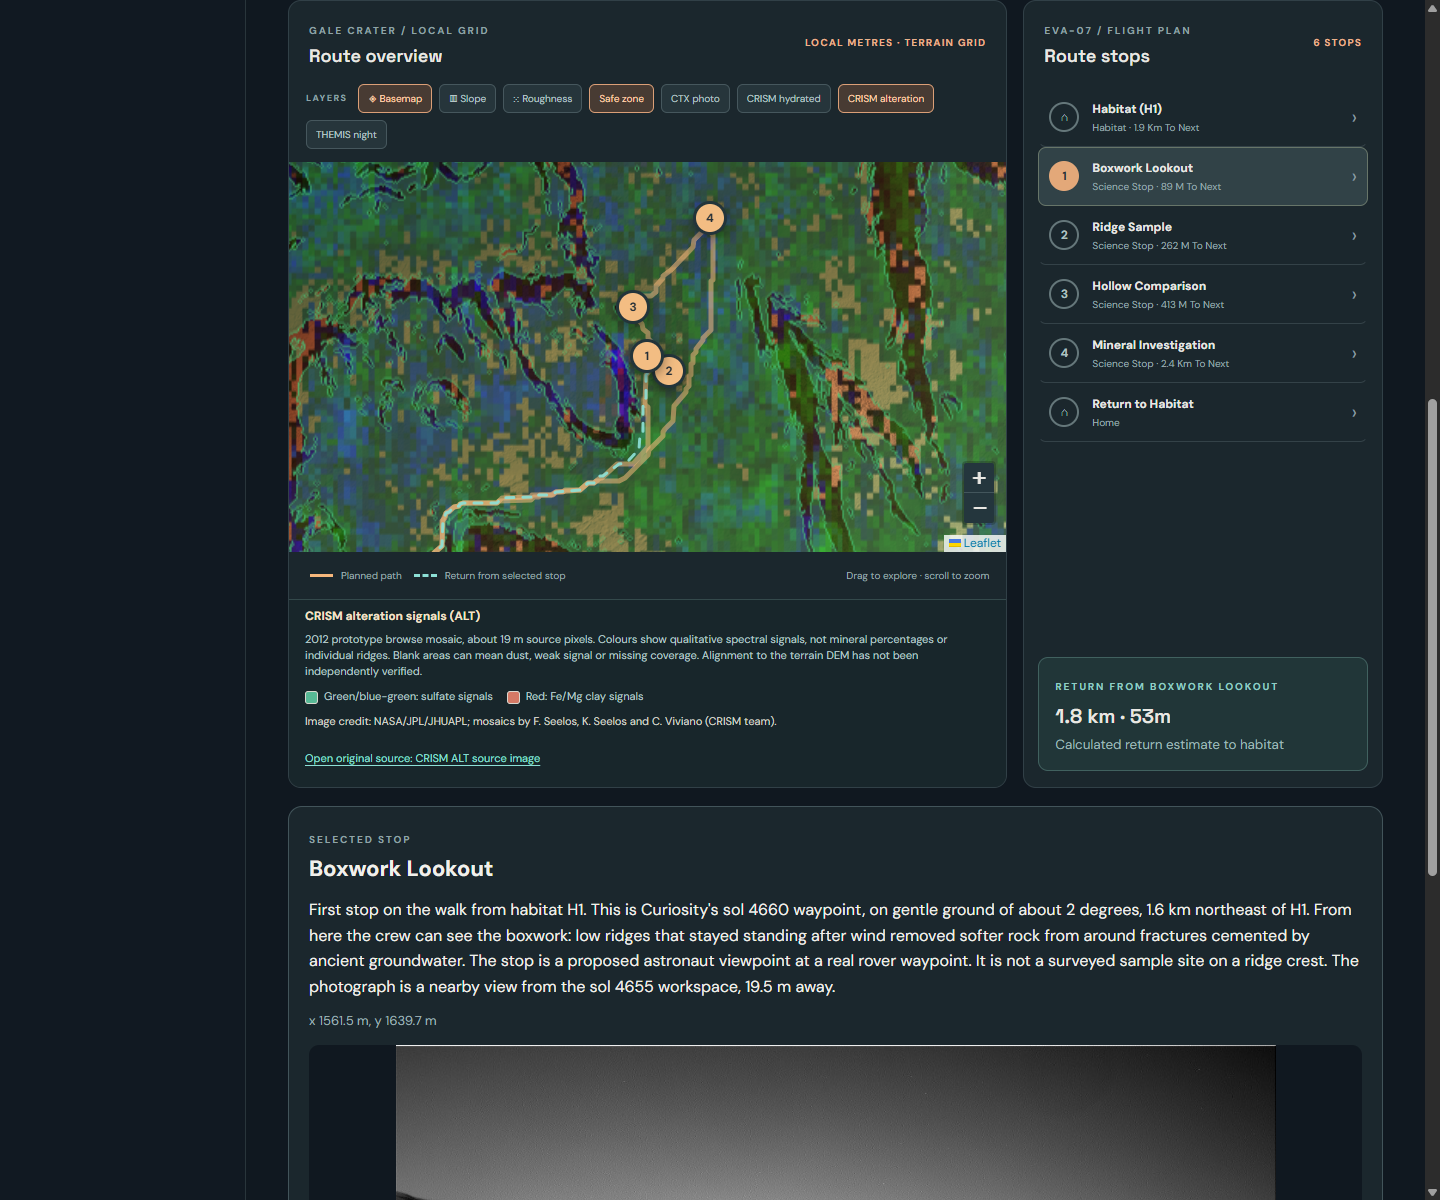 GALE CRATER / LOCAL GRID
Route overview
LOCAL METRES · TERRAIN GRID
LAYERS
Basemap
Slope
Roughness
Safe zone
CTX photo
CRISM hydrated
CRISM alteration
THEMIS night
4
3
1
2
+
−
Leaflet
Planned path
Return from selected stop
Drag to explore · scroll to zoom
CRISM alteration signals (ALT)
2012 prototype browse mosaic, about 19 m source pixels. Colours show qualitative spectral signals, not mineral percentages or
individual ridges. Blank areas can mean dust, weak signal or missing coverage. Alignment to the terrain DEM has not been
independently verified.
Green/blue-green: sulfate signals
Red: Fe/Mg clay signals
Image credit: NASA/JPL/JHUAPL; mosaics by F. Seelos, K. Seelos and C. Viviano (CRISM team).
Open original source: CRISM ALT source image
EVA-07 / FLIGHT PLAN
Route stops
6 STOPS
Habitat (H1)
Habitat · 1.9 Km To Next
1
Boxwork Lookout
Science Stop · 89 M To Next
2
Ridge Sample
Science Stop · 262 M To Next
3
Hollow Comparison
Science Stop · 413 M To Next
4
Mineral Investigation
Science Stop · 2.4 Km To Next
Return to Habitat
Home
RETURN FROM BOXWORK LOOKOUT
1.8 km · 53m
Calculated return estimate to habitat
SELECTED STOP
Boxwork Lookout
First stop on the walk from habitat H1. This is Curiosity's sol 4660 waypoint, on gentle ground of about 2 degrees, 1.6 km northeast of H1. From
here the crew can see the boxwork: low ridges that stayed standing after wind removed softer rock from around fractures cemented by
ancient groundwater. The stop is a proposed astronaut viewpoint at a real rover waypoint. It is not a surveyed sample site on a ridge crest. The
photograph is a nearby view from the sol 4655 workspace, 19.5 m away.
x 1561.5 m, y 1639.7 m